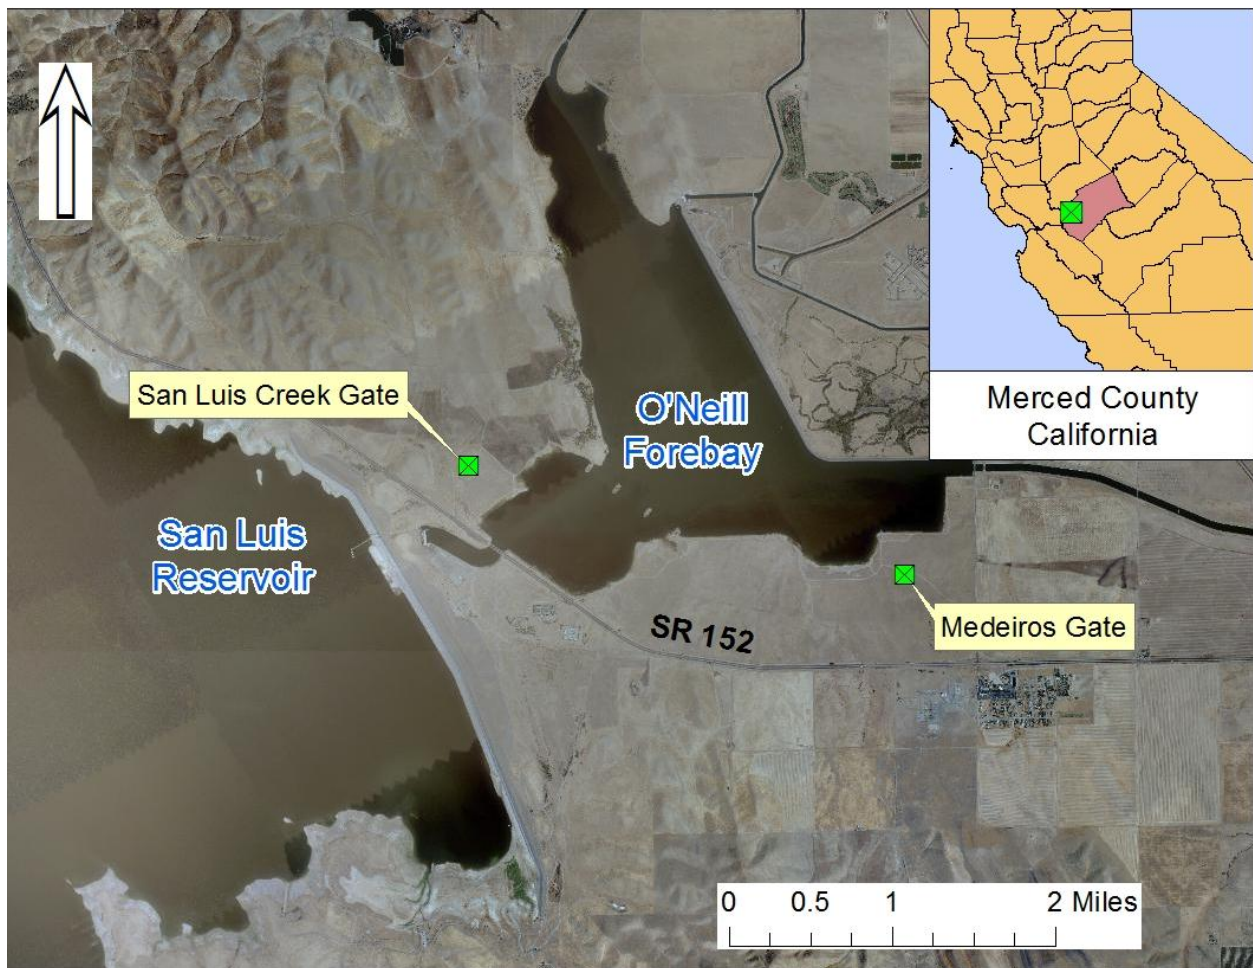 San Luis Creek Gate
O'Neill
Forebay
San Luis
Reservoir
SR 152
Medeiros Gate
Merced County
California
0 0.5 1 2 Miles